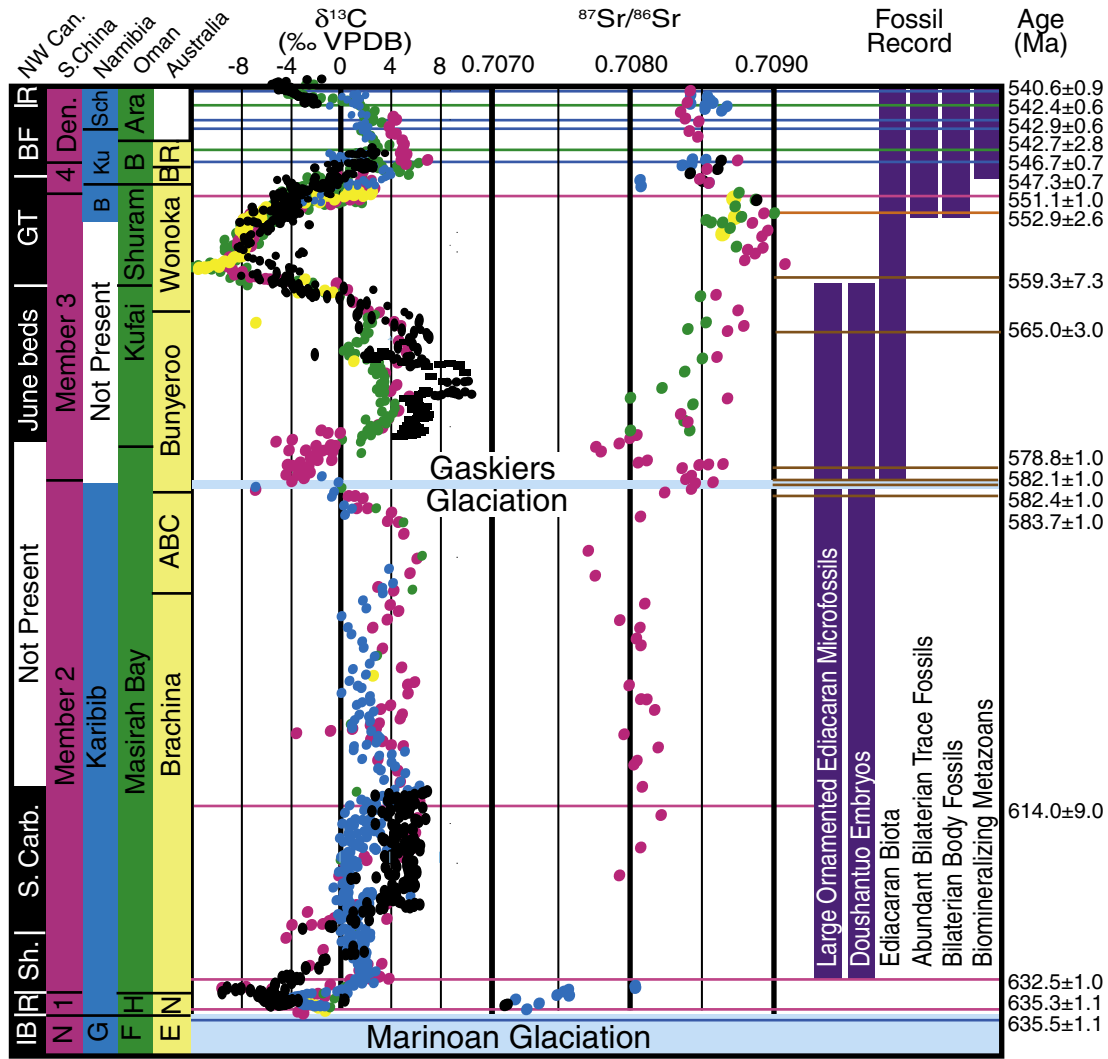 NW Can.
S.China
Namibia
Oman
Australia
δ¹³C
(‰ VPDB)
⁸⁷Sr/⁸⁶Sr
Fossil
Record
Age
(Ma)
-8 -4 0 4 8 0.7070 0.7080 0.7090
IB
R
Sh.
S. Carb.
Not Present
June beds
GT
BF
R
N
1
Member 2
Member 3
4
Den.
G
Karibib
Not Present
B
Ku
Sch
F
H
Masirah Bay
Kufai
Shuram
B
Ara
E
N
Brachina
ABC
Bunyeroo
Wonoka
BR
Gaskiers
Glaciation
Marinoan Glaciation
Large Ornamented Ediacaran Microfossils
Doushantuo Embryos
Ediacaran Biota
Abundant Bilaterian Trace Fossils
Bilaterian Body Fossils
Biomineralizing Metazoans
540.6±0.9
542.4±0.6
542.9±0.6
542.7±2.8
546.7±0.7
547.3±0.7
551.1±1.0
552.9±2.6
559.3±7.3
565.0±3.0
578.8±1.0
582.1±1.0
582.4±1.0
583.7±1.0
614.0±9.0
632.5±1.0
635.3±1.1
635.5±1.1